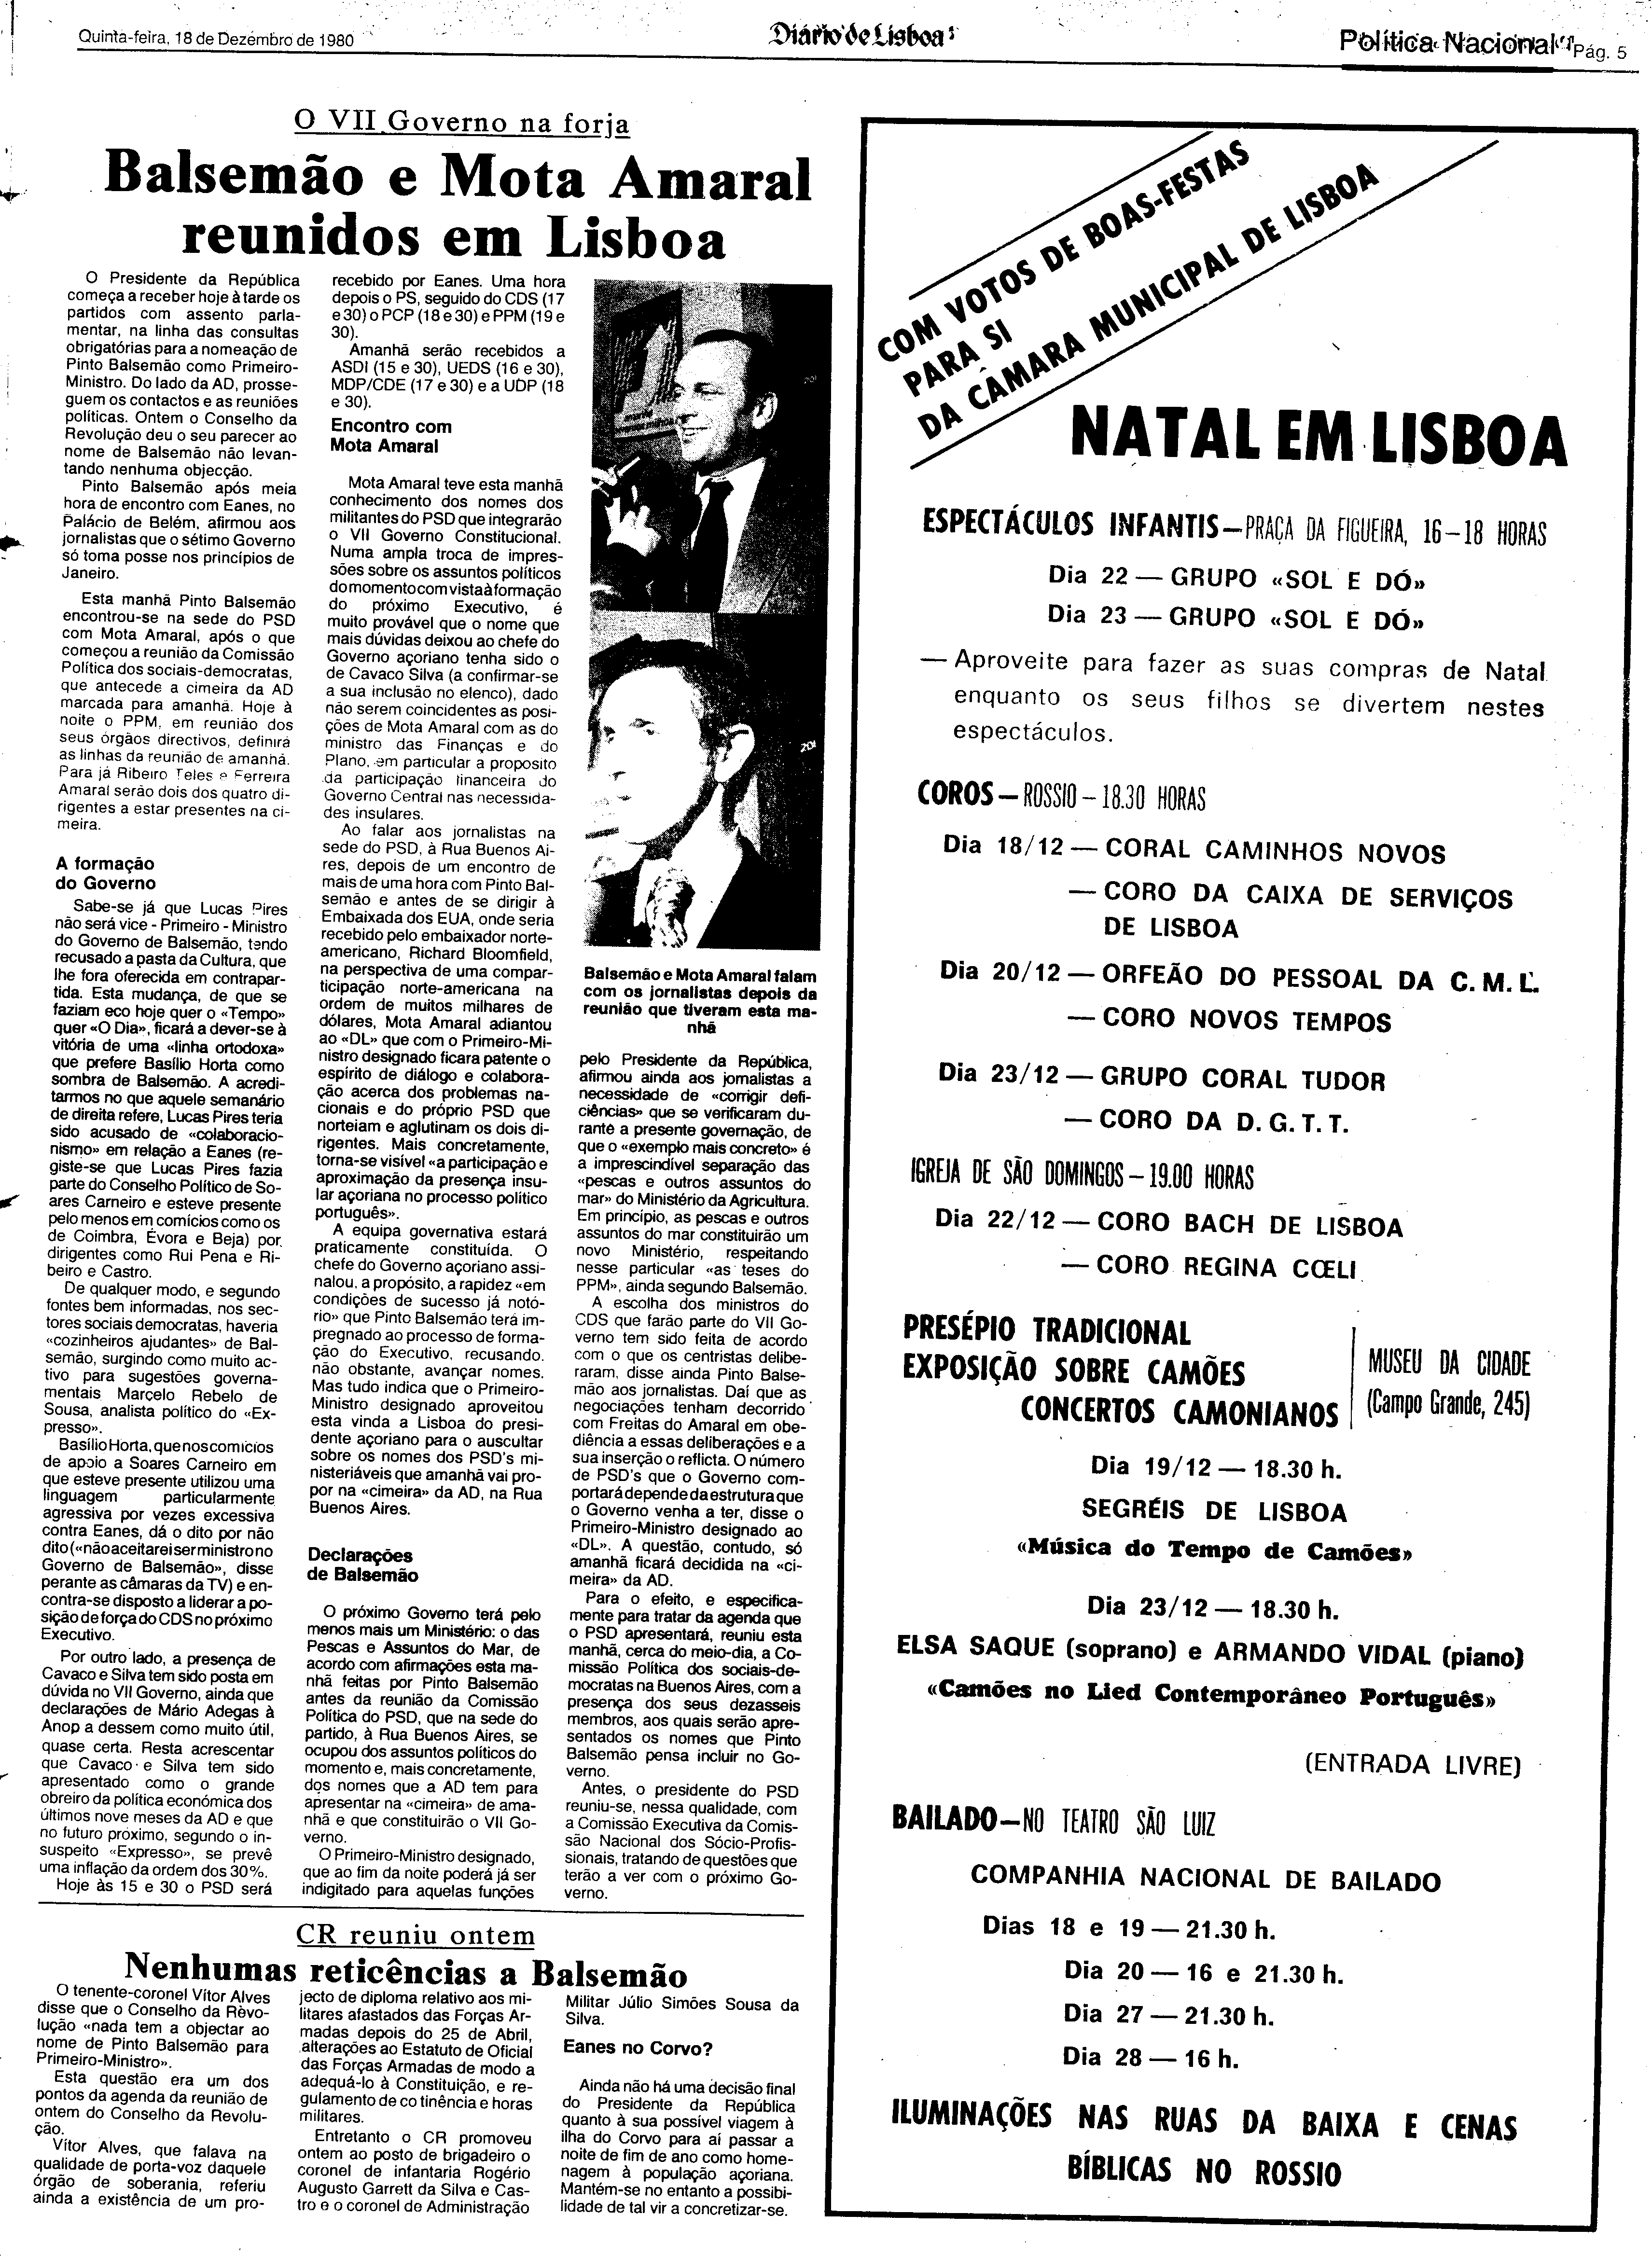 Quinta-feira, 18 de Dezembro de 1980
Diário de Lisboa
Política Nacional
Pág. 5
O VII Governo na forja
Balsemão e Mota Amaral
reunidos em Lisboa
O Presidente da República
começa a receber hoje à tarde os
partidos com assento parla-
mentar, na linha das consultas
obrigatórias para a nomeação de
Pinto Balsemão como Primeiro-
Ministro. Do lado da AD, prosse-
guem os contactos e as reuniões
políticas. Ontem o Conselho da
Revolução deu o seu parecer ao
nome de Balsemão não levan-
tando nenhuma objecção.
Pinto Balsemão após meia
hora de encontro com Eanes, no
Palácio de Belém, afirmou aos
jornalistas que o sétimo Governo
só toma posse nos princípios de
Janeiro.
Esta manhã Pinto Balsemão
encontrou-se na sede do PSD
com Mota Amaral, após o que
começou a reunião da Comissão
Política dos sociais-democratas,
que antecede a cimeira da AD
marcada para amanhã. Hoje à
noite o PPM, em reunião dos
seus órgãos directivos, definirá
as linhas da reunião de amanhã.
Para já Ribeiro Teles e Ferreira
Amaral serão dois dos quatro di-
rigentes a estar presentes na ci-
meira.
A formação
do Governo
Sabe-se já que Lucas Pires
não será vice - Primeiro - Ministro
do Governo de Balsemão, tendo
recusado a pasta da Cultura, que
lhe fora oferecida em contrapar-
tida. Esta mudança, de que se
faziam eco hoje quer o «Tempo»
quer «O Dia», ficará a dever-se à
vitória de uma «linha ortodoxa»
que prefere Basílio Horta como
sombra de Balsemão. A acredi-
tarmos no que aquele semanário
de direita refere, Lucas Pires teria
sido acusado de «colaboracio-
nismo» em relação a Eanes (re-
giste-se que Lucas Pires fazia
parte do Conselho Político de So-
ares Carneiro e esteve presente
pelo menos em comícios como os
de Coimbra, Évora e Beja) por
dirigentes como Rui Pena e Ri-
beiro e Castro.
De qualquer modo, e segundo
fontes bem informadas, nos sec-
tores sociais democratas, haveria
«cozinheiros ajudantes» de Bal-
semão, surgindo como muito ac-
tivo para sugestões governa-
mentais Marcelo Rebelo de
Sousa, analista político do «Ex-
presso».
Basílio Horta, que nos comícios
de apoio a Soares Carneiro em
que esteve presente utilizou uma
linguagem particularmente
agressiva por vezes excessiva
contra Eanes, dá o dito por não
dito («não aceitarei ser ministro no
Governo de Balsemão», disse
perante as câmaras da TV) e en-
contra-se disposto a liderar a po-
sição de força do CDS no próximo
Executivo.
Por outro lado, a presença de
Cavaco e Silva tem sido posta em
dúvida no VII Governo, ainda que
declarações de Mário Adegas à
Anop a dessem como muito útil,
quase certa. Resta acrescentar
que Cavaco e Silva tem sido
apresentado como o grande
obreiro da política económica dos
últimos nove meses da AD e que
no futuro próximo, segundo o in-
suspeito «Expresso», se prevê
uma inflação da ordem dos 30%.
Hoje às 15 e 30 o PSD será
recebido por Eanes. Uma hora
depois o PS, seguido do CDS (17
e 30) o PCP (18 e 30) e PPM (19 e
30).
Amanhã serão recebidos a
ASDI (15 e 30), UEDS (16 e 30),
MDP/CDE (17 e 30) e a UDP (18
e 30).
Encontro com
Mota Amaral
Mota Amaral teve esta manhã
conhecimento dos nomes dos
militantes do PSD que integrarão
o VII Governo Constitucional.
Numa ampla troca de impres-
sões sobre os assuntos políticos
do momento com vista à formação
do próximo Executivo, é
muito provável que o nome que
mais dúvidas deixou ao chefe do
Governo açoriano tenha sido o
de Cavaco Silva (a confirmar-se
a sua inclusão no elenco), dado
não serem coincidentes as posi-
ções de Mota Amaral com as do
ministro das Finanças e do
Plano, em particular a proposito
da participação financeira do
Governo Central nas necessida-
des insulares.
Ao falar aos jornalistas na
sede do PSD, à Rua Buenos Ai-
res, depois de um encontro de
mais de uma hora com Pinto Bal-
semão e antes de se dirigir à
Embaixada dos EUA, onde seria
recebido pelo embaixador norte-
americano, Richard Bloomfield,
na perspectiva de uma compar-
ticipação norte-americana na
ordem de muitos milhares de
dólares, Mota Amaral adiantou
ao «DL» que com o Primeiro-Mi-
nistro designado ficara patente o
espírito de diálogo e colabora-
ção acerca dos problemas na-
cionais e do próprio PSD que
norteiam e aglutinam os dois di-
rigentes. Mais concretamente,
torna-se visível «a participação e
aproximação da presença insu-
lar açoriana no processo político
português».
A equipa governativa estará
praticamente constituída. O
chefe do Governo açoriano assi-
nalou, a propósito, a rapidez «em
condições de sucesso já notó-
rio» que Pinto Balsemão terá im-
pregnado ao processo de forma-
ção do Executivo, recusando,
não obstante, avançar nomes.
Mas tudo indica que o Primeiro-
Ministro designado aproveitou
esta vinda a Lisboa do presi-
dente açoriano para o auscultar
sobre os nomes dos PSD's mi-
nisteriáveis que amanhã vai pro-
por na «cimeira» da AD, na Rua
Buenos Aires.
Declarações
de Balsemão
O próximo Governo terá pelo
menos mais um Ministério: o das
Pescas e Assuntos do Mar, de
acordo com afirmações esta ma-
nhã feitas por Pinto Balsemão
antes da reunião da Comissão
Política do PSD, que na sede do
partido, à Rua Buenos Aires, se
ocupou dos assuntos políticos do
momento e, mais concretamente,
dos nomes que a AD tem para
apresentar na «cimeira» de ama-
nhã e que constituirão o VII Go-
verno.
O Primeiro-Ministro designado,
que ao fim da noite poderá já ser
indigitado para aquelas funções
Balsemão e Mota Amaral falam
com os jornalistas depois da
reunião que tiveram esta ma-
nhã
pelo Presidente da República,
afirmou ainda aos jornalistas a
necessidade de «corrigir defi-
ciências» que se verificaram du-
rante a presente governação, de
que o «exemplo mais concreto» é
a imprescindível separação das
«pescas e outros assuntos do
mar» do Ministério da Agricultura.
Em princípio, as pescas e outros
assuntos do mar constituirão um
novo Ministério, respeitando
nesse particular «as teses do
PPM», ainda segundo Balsemão.
A escolha dos ministros do
CDS que farão parte do VII Go-
verno tem sido feita de acordo
com o que os centristas delibe-
raram, disse ainda Pinto Balse-
mão aos jornalistas. Daí que as
negociações tenham decorrido
com Freitas do Amaral em obe-
diência a essas deliberações e a
sua inserção o reflicta. O número
de PSD's que o Governo com-
portará depende da estrutura que
o Governo venha a ter, disse o
Primeiro-Ministro designado ao
«DL». A questão, contudo, só
amanhã ficará decidida na «ci-
meira» da AD.
Para o efeito, e especifica-
mente para tratar da agenda que
o PSD apresentará, reuniu esta
manhã, cerca do meio-dia, a Co-
missão Política dos sociais-de-
mocratas na Buenos Aires, com a
presença dos seus dezasseis
membros, aos quais serão apre-
sentados os nomes que Pinto
Balsemão pensa incluir no Go-
verno.
Antes, o presidente do PSD
reuniu-se, nessa qualidade, com
a Comissão Executiva da Comis-
são Nacional dos Sócio-Profis-
sionais, tratando de questões que
terão a ver com o próximo Go-
verno.
CR reuniu ontem
Nenhumas reticências a Balsemão
O tenente-coronel Vítor Alves
disse que o Conselho da Revo-
lução «nada tem a objectar ao
nome de Pinto Balsemão para
Primeiro-Ministro».
Esta questão era um dos
pontos da agenda da reunião de
ontem do Conselho da Revolu-
ção.
Vítor Alves, que falava na
qualidade de porta-voz daquele
órgão de soberania, referiu
ainda a existência de um pro-
jecto de diploma relativo aos mi-
litares afastados das Forças Ar-
madas depois do 25 de Abril,
alterações ao Estatuto de Oficial
das Forças Armadas de modo a
adequá-lo à Constituição, e re-
gulamento de co tinência e horas
militares.
Entretanto o CR promoveu
ontem ao posto de brigadeiro o
coronel de infantaria Rogério
Augusto Garrett da Silva e Cas-
tro e o coronel de Administração
Militar Júlio Simões Sousa da
Silva.
Eanes no Corvo?
Ainda não há uma decisão final
do Presidente da República
quanto à sua possível viagem à
ilha do Corvo para aí passar a
noite de fim de ano como home-
nagem à população açoriana.
Mantém-se no entanto a possibi-
lidade de tal vir a concretizar-se.
COM VOTOS DE BOAS-FESTAS
PARA SI
DA CÂMARA MUNICIPAL DE LISBOA
NATAL EM LISBOA
ESPECTÁCULOS INFANTIS — PRAÇA DA FIGUEIRA, 16-18 HORAS
Dia 22 — GRUPO «SOL E DÓ»
Dia 23 — GRUPO «SOL E DÓ»
— Aproveite para fazer as suas compras de Natal
enquanto os seus filhos se divertem nestes
espectáculos.
COROS — ROSSIO — 18.30 HORAS
Dia 18/12 — CORAL CAMINHOS NOVOS
— CORO DA CAIXA DE SERVIÇOS
DE LISBOA
Dia 20/12 — ORFEÃO DO PESSOAL DA C. M. L.
— CORO NOVOS TEMPOS
Dia 23/12 — GRUPO CORAL TUDOR
— CORO DA D. G. T. T.
IGREJA DE SÃO DOMINGOS — 19.00 HORAS
Dia 22/12 — CORO BACH DE LISBOA
— CORO REGINA CŒLI
PRESÉPIO TRADICIONAL
EXPOSIÇÃO SOBRE CAMÕES
CONCERTOS CAMONIANOS
MUSEU DA CIDADE
(Campo Grande, 245)
Dia 19/12 — 18.30 h.
SEGRÉIS DE LISBOA
«Música do Tempo de Camões»
Dia 23/12 — 18.30 h.
ELSA SAQUE (soprano) e ARMANDO VIDAL (piano)
«Camões no Lied Contemporâneo Português»
(ENTRADA LIVRE)
BAILADO — NO TEATRO SÃO LUIZ
COMPANHIA NACIONAL DE BAILADO
Dias 18 e 19 — 21.30 h.
Dia 20 — 16 e 21.30 h.
Dia 27 — 21.30 h.
Dia 28 — 16 h.
ILUMINAÇÕES NAS RUAS DA BAIXA E CENAS
BÍBLICAS NO ROSSIO